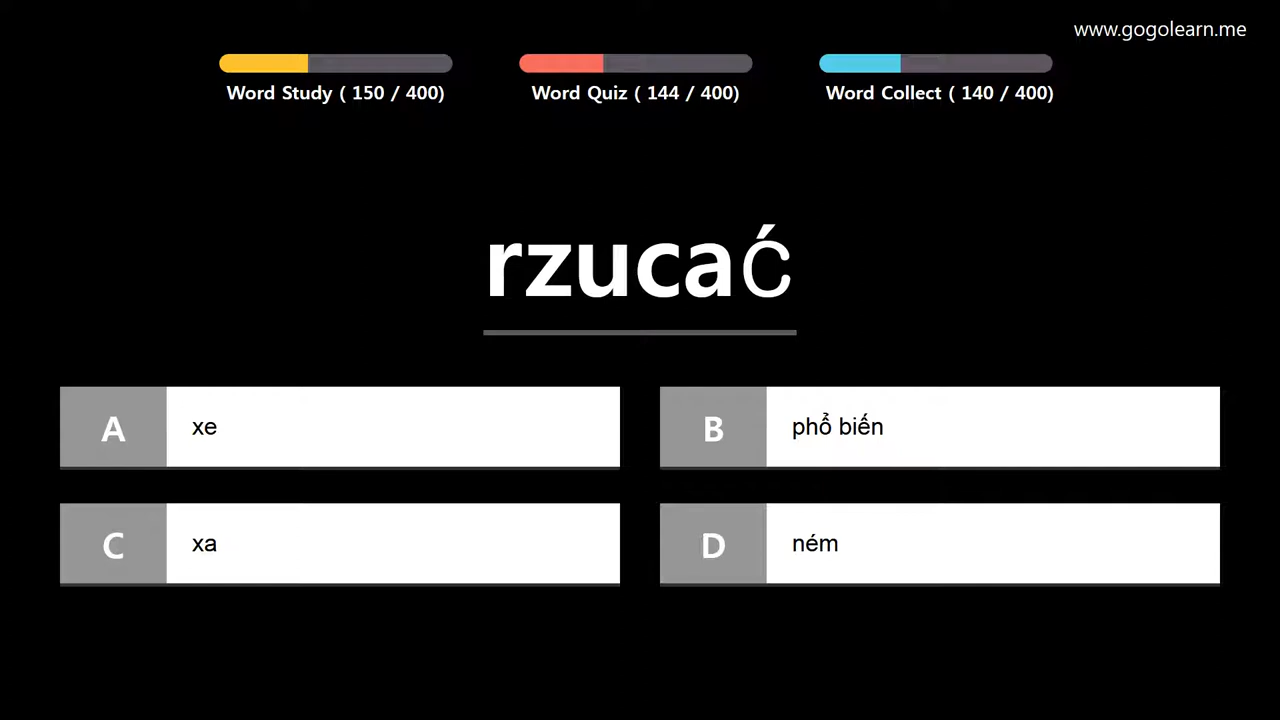 www.gogolearn.me
Word Study ( 150 / 400)
Word Quiz ( 144 / 400)
Word Collect ( 140 / 400)
rzucać
A
xe
B
phổ biến
C
xa
D
ném